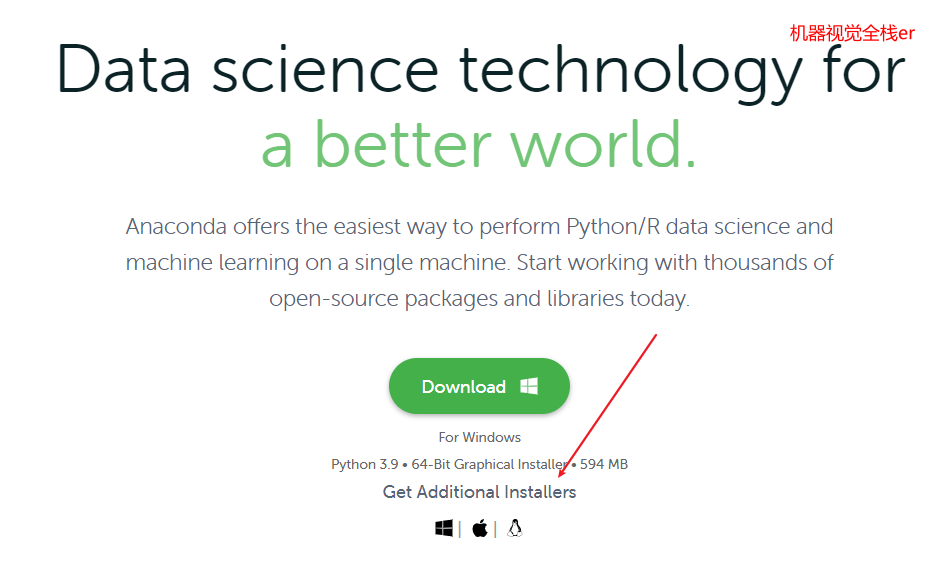 机器视觉全栈er
Data science technology for
a better world.
Anaconda offers the easiest way to perform Python/R data science and
machine learning on a single machine. Start working with thousands of
open-source packages and libraries today.
Download
For Windows
Python 3.9 • 64-Bit Graphical Installer • 594 MB
Get Additional Installers
| |